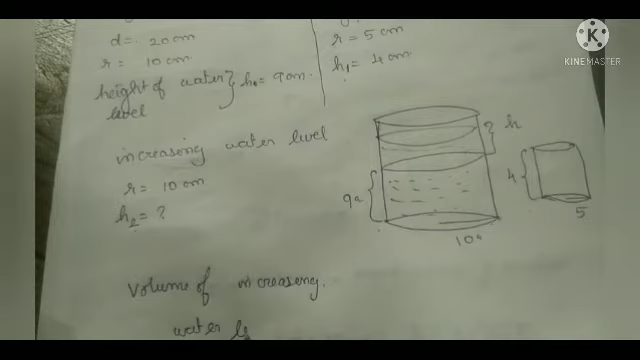 d = 20 cm
r = 10 cm
height of water
level } h₀ = 9 cm.
r = 5 cm
h₁ = 4 cm
increasing water level
r = 10 cm
h₂ = ?
h
9
10
4
5
Volume of increasing
water
KINEMASTER